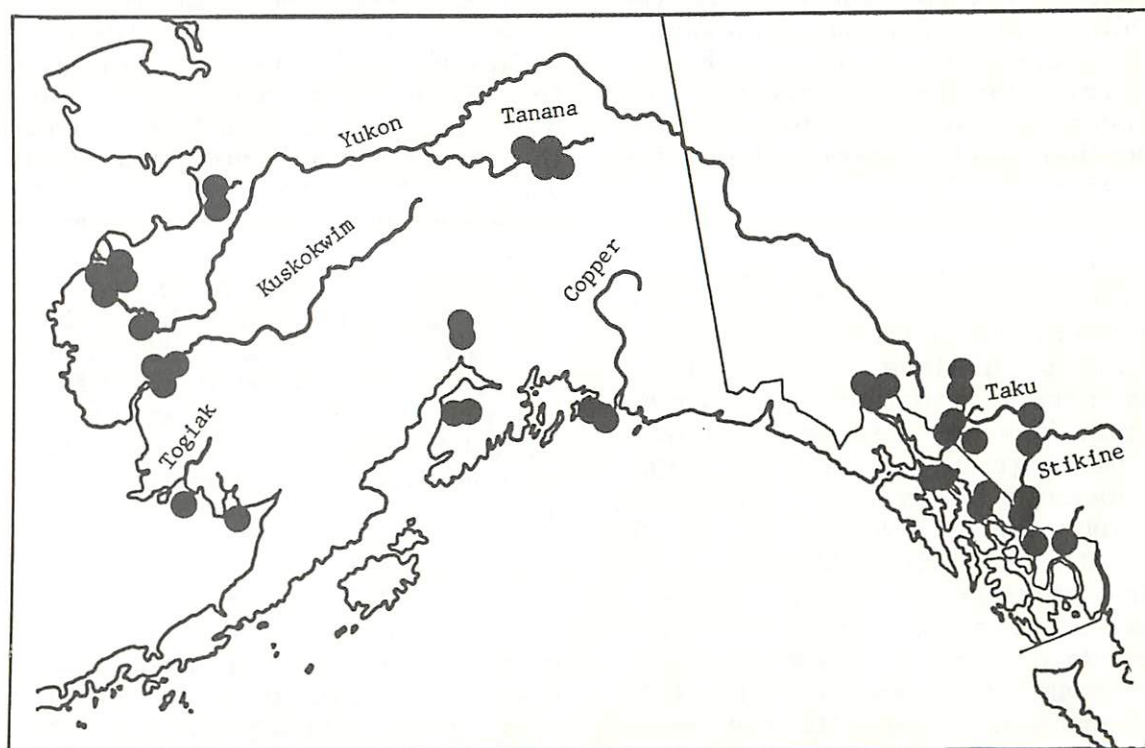 Tanana
Yukon
Kuskokwim
Copper
Taku
Togiak
Stikine